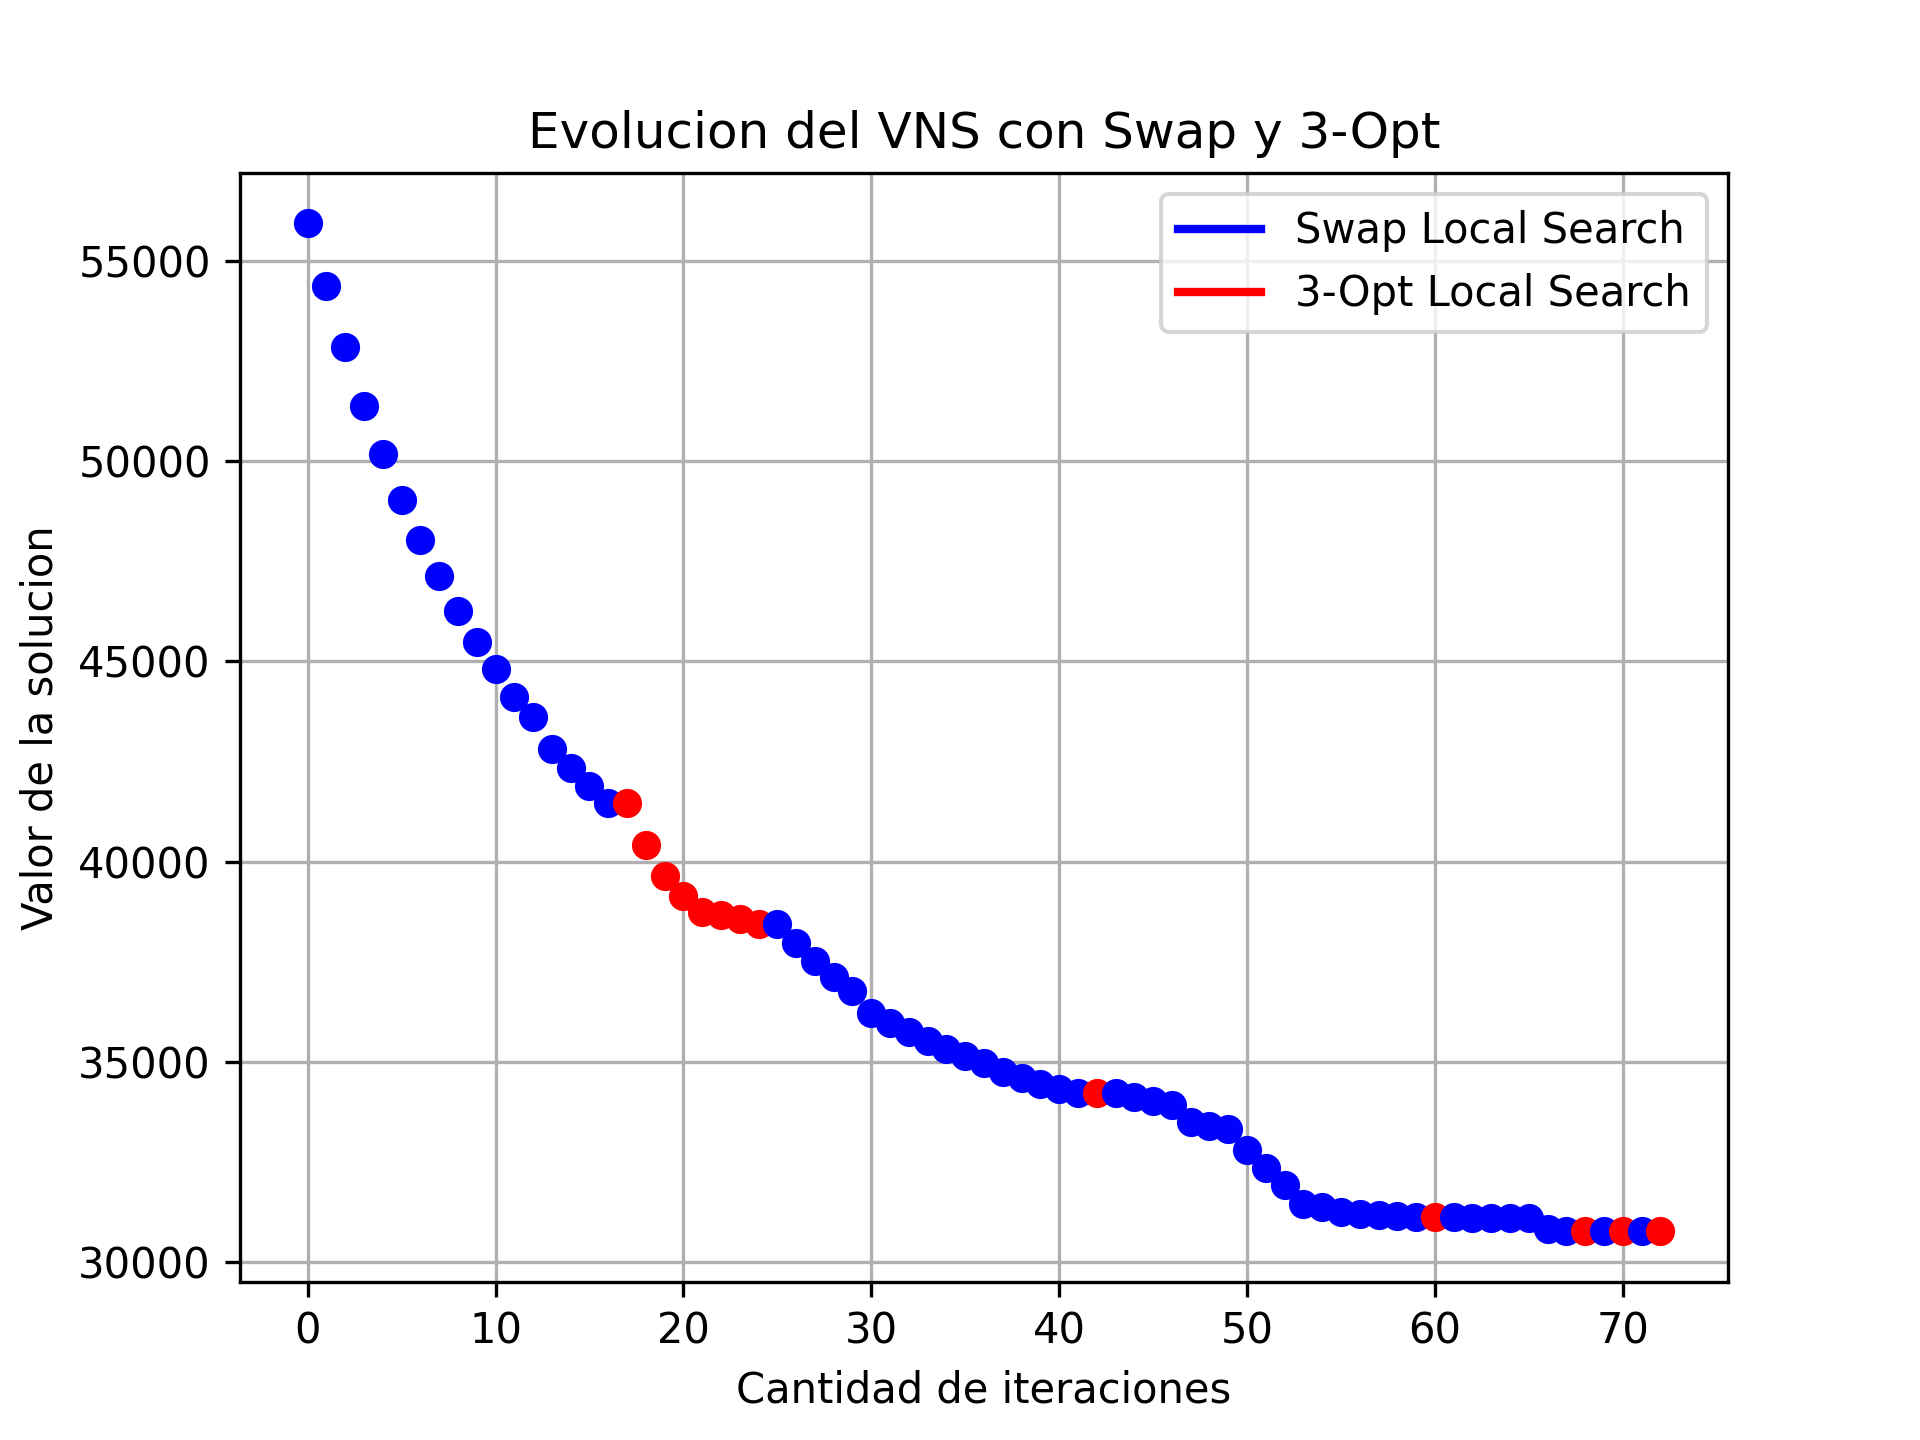 Evolucion del VNS con Swap y 3-Opt
Swap Local Search
3-Opt Local Search
Valor de la solucion
55000
50000
45000
40000
35000
30000
0 10 20 30 40 50 60 70
Cantidad de iteraciones